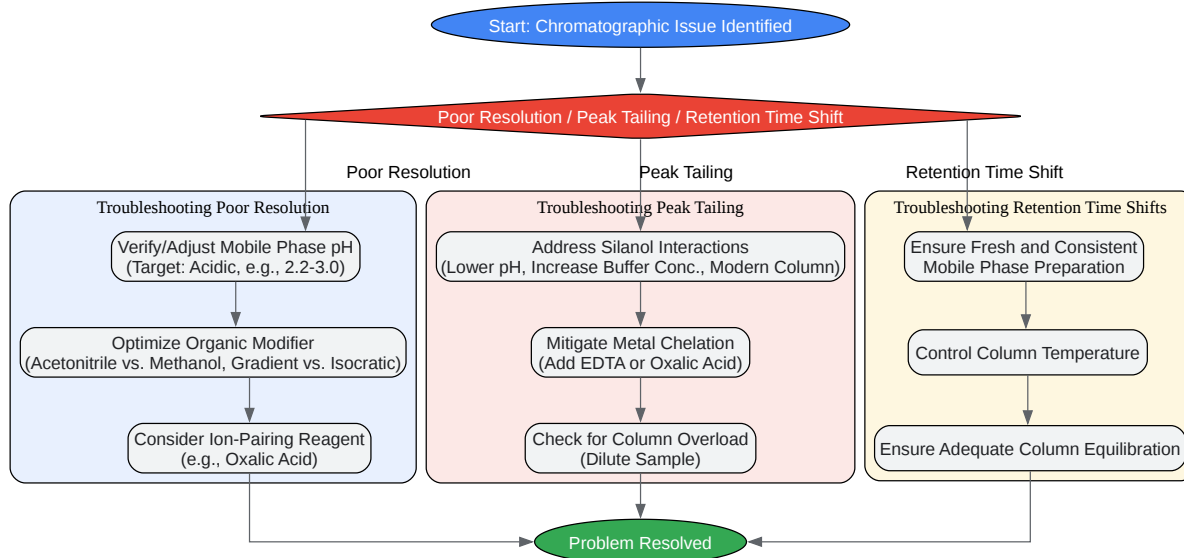 Start: Chromatographic Issue Identified
Poor Resolution / Peak Tailing / Retention Time Shift
Poor Resolution
Peak Tailing
Retention Time Shift
Troubleshooting Poor Resolution
Verify/Adjust Mobile Phase pH
(Target: Acidic, e.g., 2.2-3.0)
Optimize Organic Modifier
(Acetonitrile vs. Methanol, Gradient vs. Isocratic)
Consider Ion-Pairing Reagent
(e.g., Oxalic Acid)
Troubleshooting Peak Tailing
Address Silanol Interactions
(Lower pH, Increase Buffer Conc., Modern Column)
Mitigate Metal Chelation
(Add EDTA or Oxalic Acid)
Check for Column Overload
(Dilute Sample)
Troubleshooting Retention Time Shifts
Ensure Fresh and Consistent
Mobile Phase Preparation
Control Column Temperature
Ensure Adequate Column Equilibration
Problem Resolved